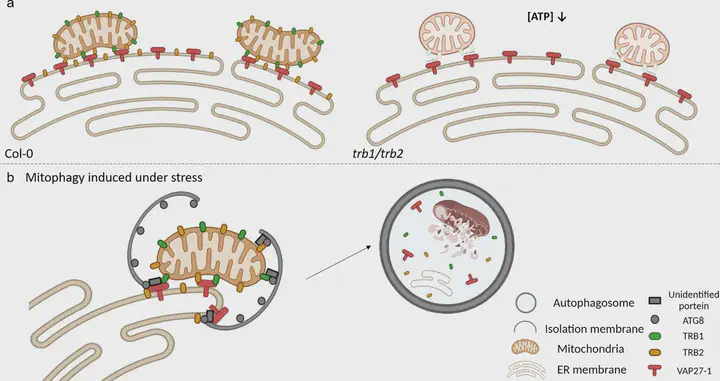 a
[ATP] ↓
Col-0
trb1/trb2
b Mitophagy induced under stress
Autophagosome
Isolation membrane
Mitochondria
ER membrane
Unidentified
portein
ATG8
TRB1
TRB2
VAP27-1